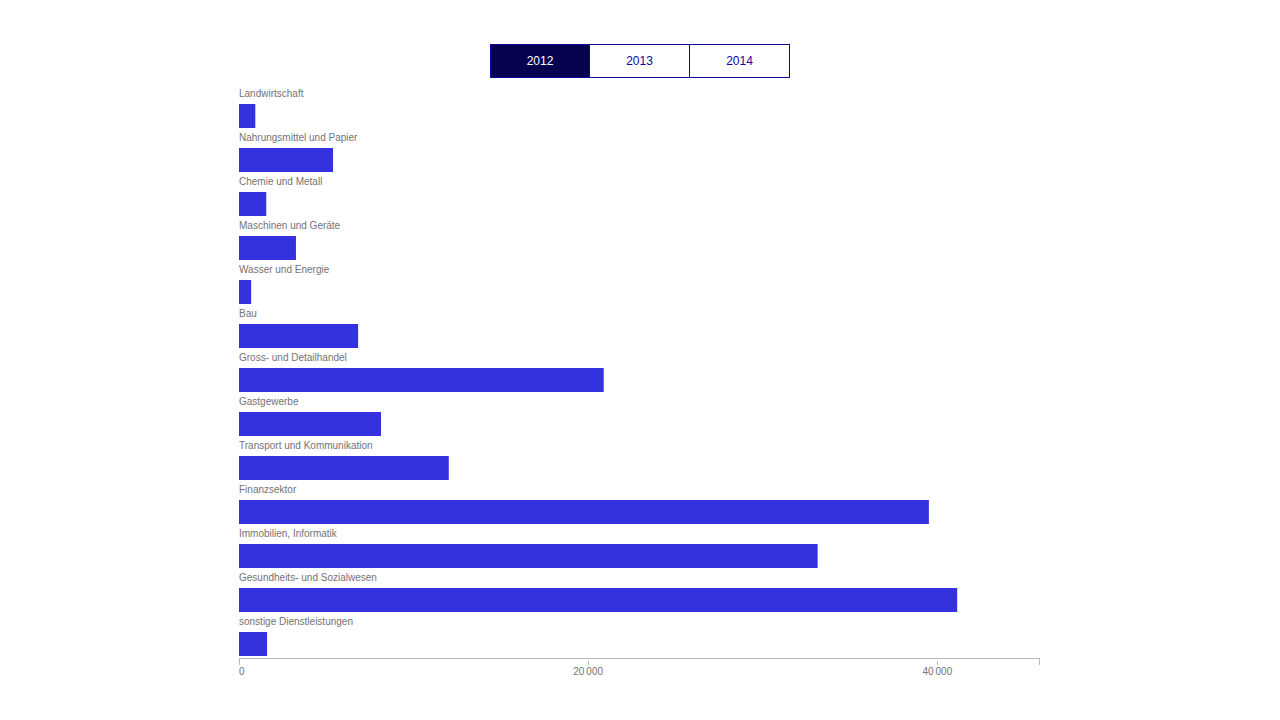 2012 2013 2014
Landwirtschaft
Nahrungsmittel und Papier
Chemie und Metall
Maschinen und Geräte
Wasser und Energie
Bau
Gross- und Detailhandel
Gastgewerbe
Transport und Kommunikation
Finanzsektor
Immobilien, Informatik
Gesundheits- und Sozialwesen
sonstige Dienstleistungen
0 20 000 40 000